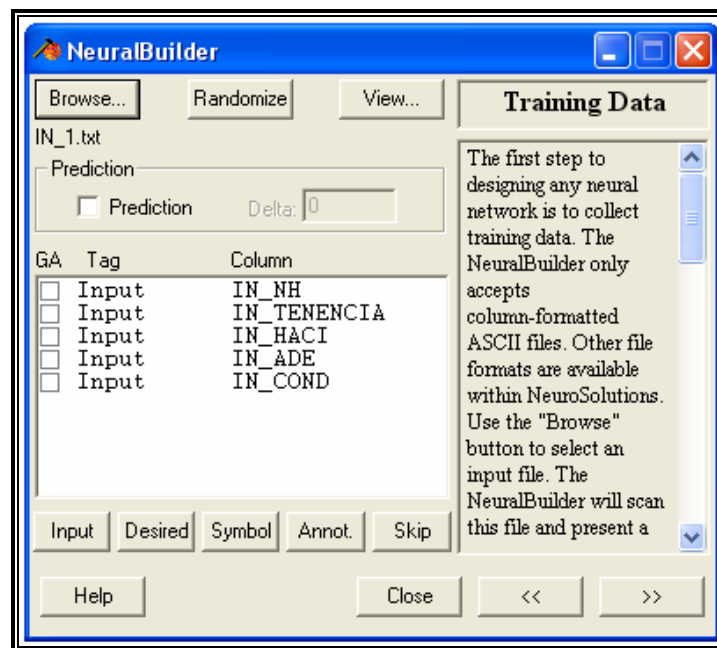 NeuralBuilder
Browse... Randomize View...
IN_1.txt
Prediction
Prediction Delta: 0
GA Tag Column
Input IN_NH
Input IN_TENENCIA
Input IN_HACI
Input IN_ADE
Input IN_COND
Input Desired Symbol Annot. Skip
Training Data
The first step to
designing any neural
network is to collect
training data. The
NeuralBuilder only
accepts
column-formatted
ASCII files. Other file
formats are available
within NeuroSolutions.
Use the "Browse"
button to select an
input file. The
NeuralBuilder will scan
this file and present a
Help Close << >>